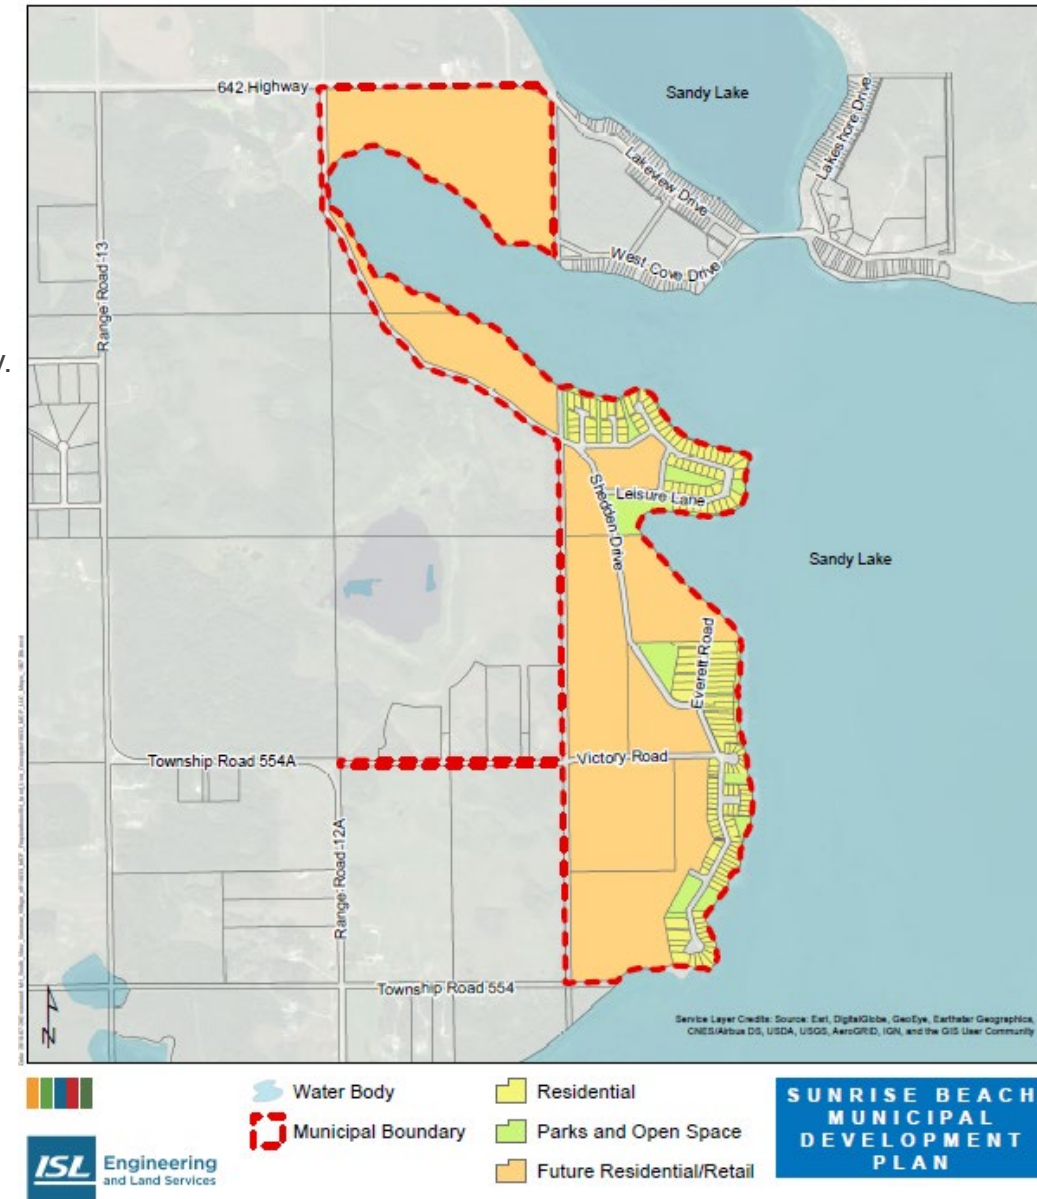 642 Highway
Sandy Lake
Lakeshore Drive
Lakeview Drive
West Cove Drive
Range Road 13
y.
Leisure Lane
Shedden Drive
Sandy Lake
Everett Road
Township Road 554A
Victory Road
Range Road 12A
Township Road 554
N
Service Layer Credits: Source: Esri, DigitalGlobe, GeoEye, Earthstar Geographics,
CNES/Airbus DS, USDA, USGS, AeroGRID, IGN, and the GIS User Community
Water Body
Municipal Boundary
Residential
Parks and Open Space
Future Residential/Retail
SUNRISE BEACH
MUNICIPAL
DEVELOPMENT
PLAN
ISL Engineering
and Land Services